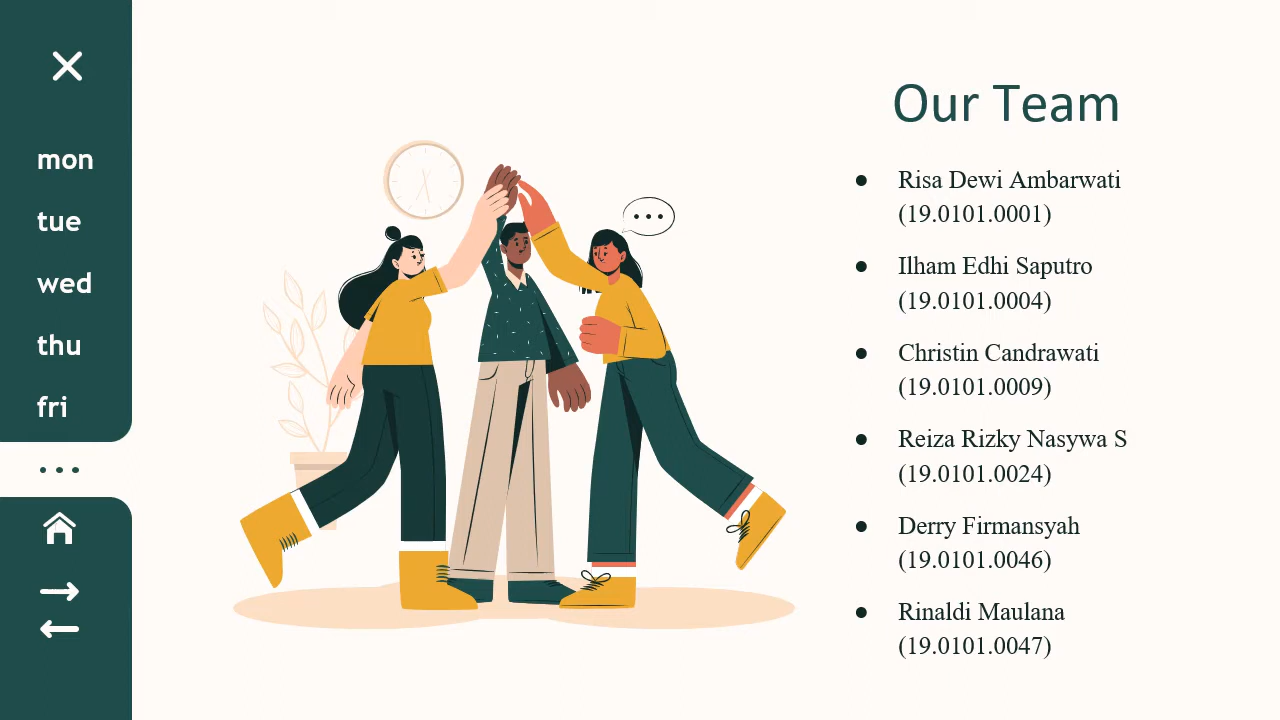 mon
tue
wed
thu
fri
Our Team
● Risa Dewi Ambarwati
(19.0101.0001)
● Ilham Edhi Saputro
(19.0101.0004)
● Christin Candrawati
(19.0101.0009)
● Reiza Rizky Nasywa S
(19.0101.0024)
● Derry Firmansyah
(19.0101.0046)
● Rinaldi Maulana
(19.0101.0047)